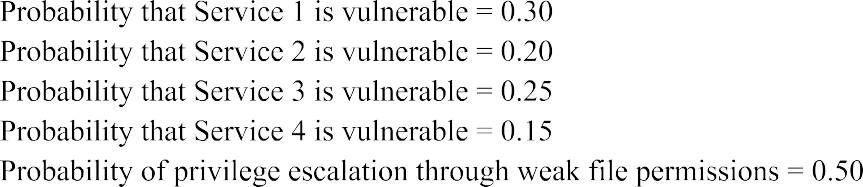 Probability that Service 1 is vulnerable = 0.30
Probability that Service 2 is vulnerable = 0.20
Probability that Service 3 is vulnerable = 0.25
Probability that Service 4 is vulnerable = 0.15
Probability of privilege escalation through weak file permissions = 0.50